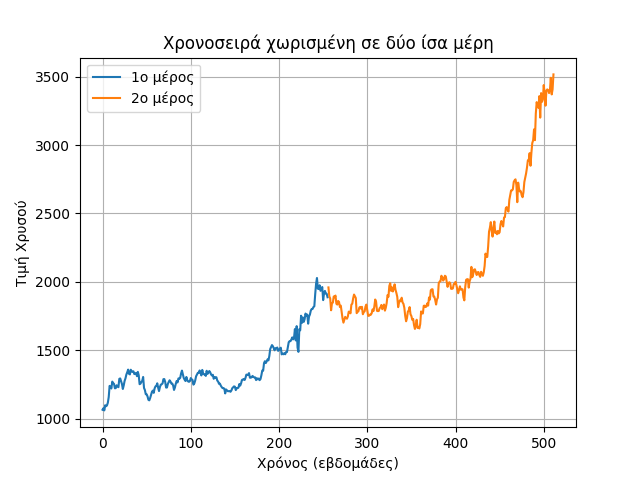 Χρονοσειρά χωρισμένη σε δύο ίσα μέρη
1ο μέρος
2ο μέρος
3500
3000
2500
2000
1500
1000
Τιμή Χρυσού
0 100 200 300 400 500
Χρόνος (εβδομάδες)